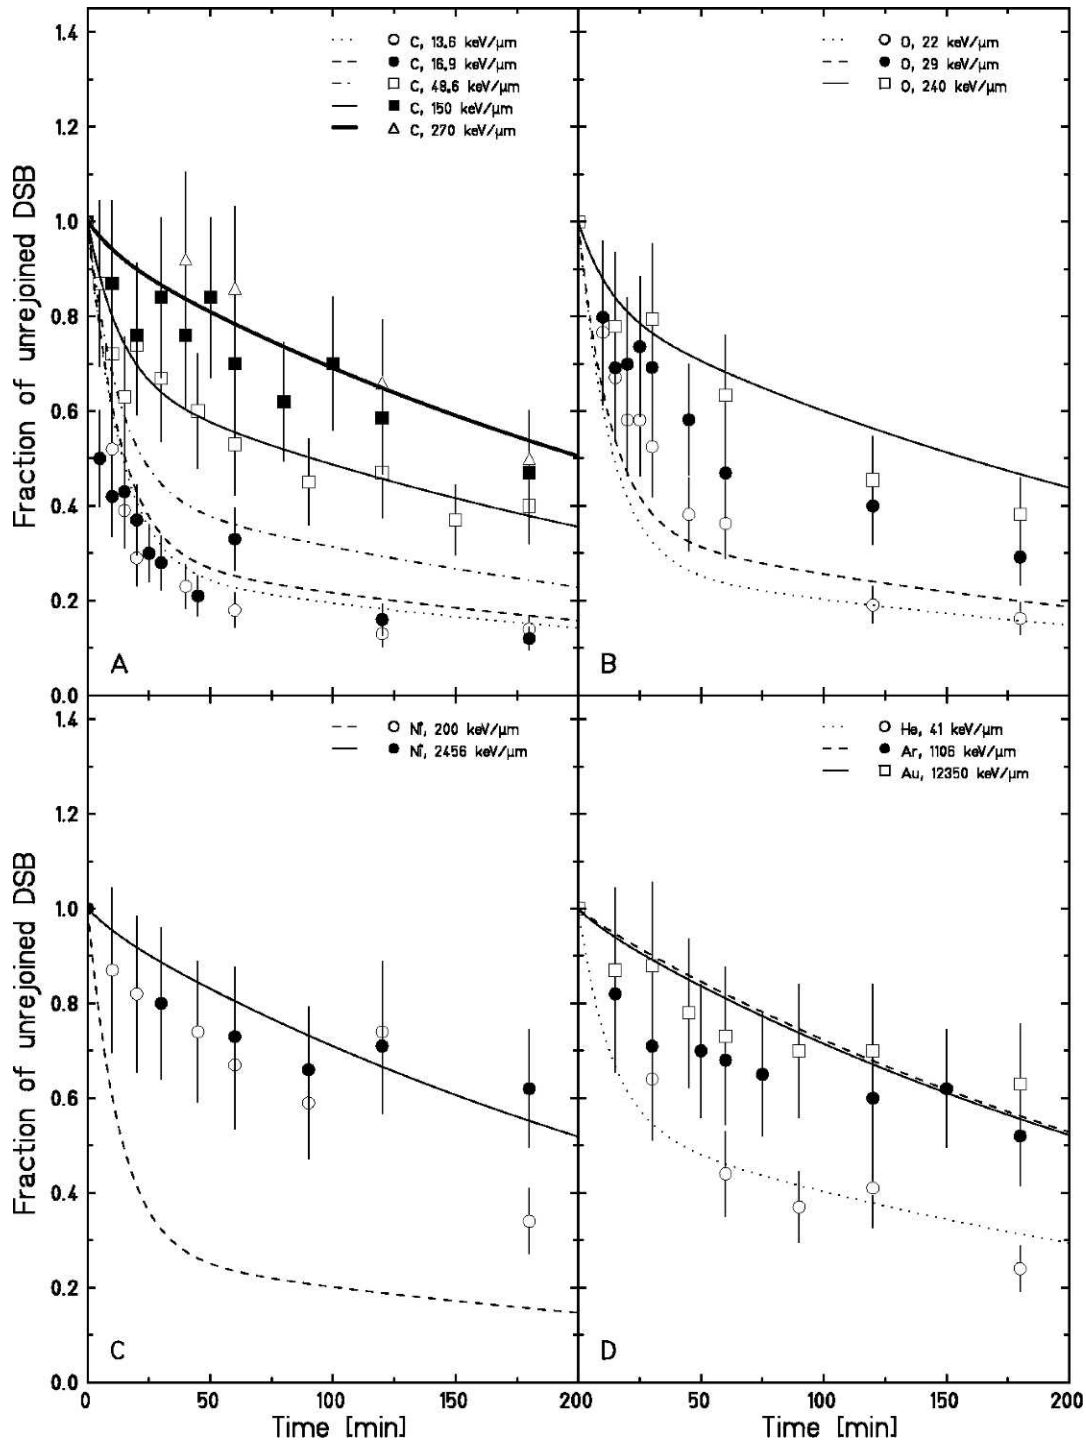 1.4
1.2
1.0
0.8
0.6
0.4
0.2
0.0
Fraction of unrejoined DSB
C, 13.6 keV/μm
C, 16.9 keV/μm
C, 48.6 keV/μm
C, 150 keV/μm
C, 270 keV/μm
A
O, 22 keV/μm
O, 29 keV/μm
O, 240 keV/μm
B
1.4
1.2
1.0
0.8
0.6
0.4
0.2
0.0
Fraction of unrejoined DSB
Ni, 200 keV/μm
Ni, 2456 keV/μm
C
He, 41 keV/μm
Ar, 1106 keV/μm
Au, 12350 keV/μm
D
0 50 100 150 200 50 100 150 200
Time [min] Time [min]